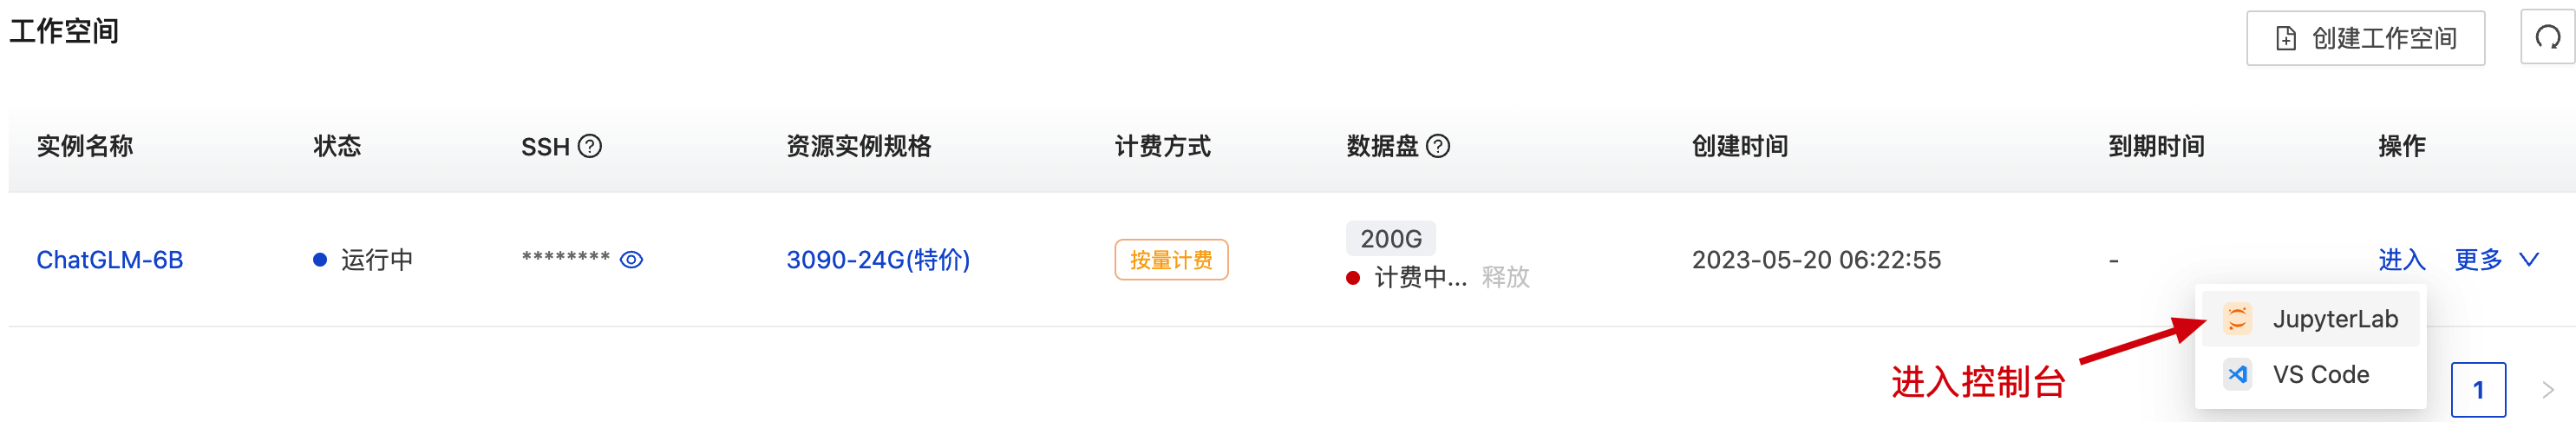 工作空间
创建工作空间
实例名称 状态 SSH 资源实例规格 计费方式 数据盘 创建时间 到期时间 操作
200G
ChatGLM-6B 运行中 ******** 3090-24G(特价) 按量计费 2023-05-20 06:22:55 - 进入 更多
计费中... 释放
JupyterLab
进入控制台
VS Code
1